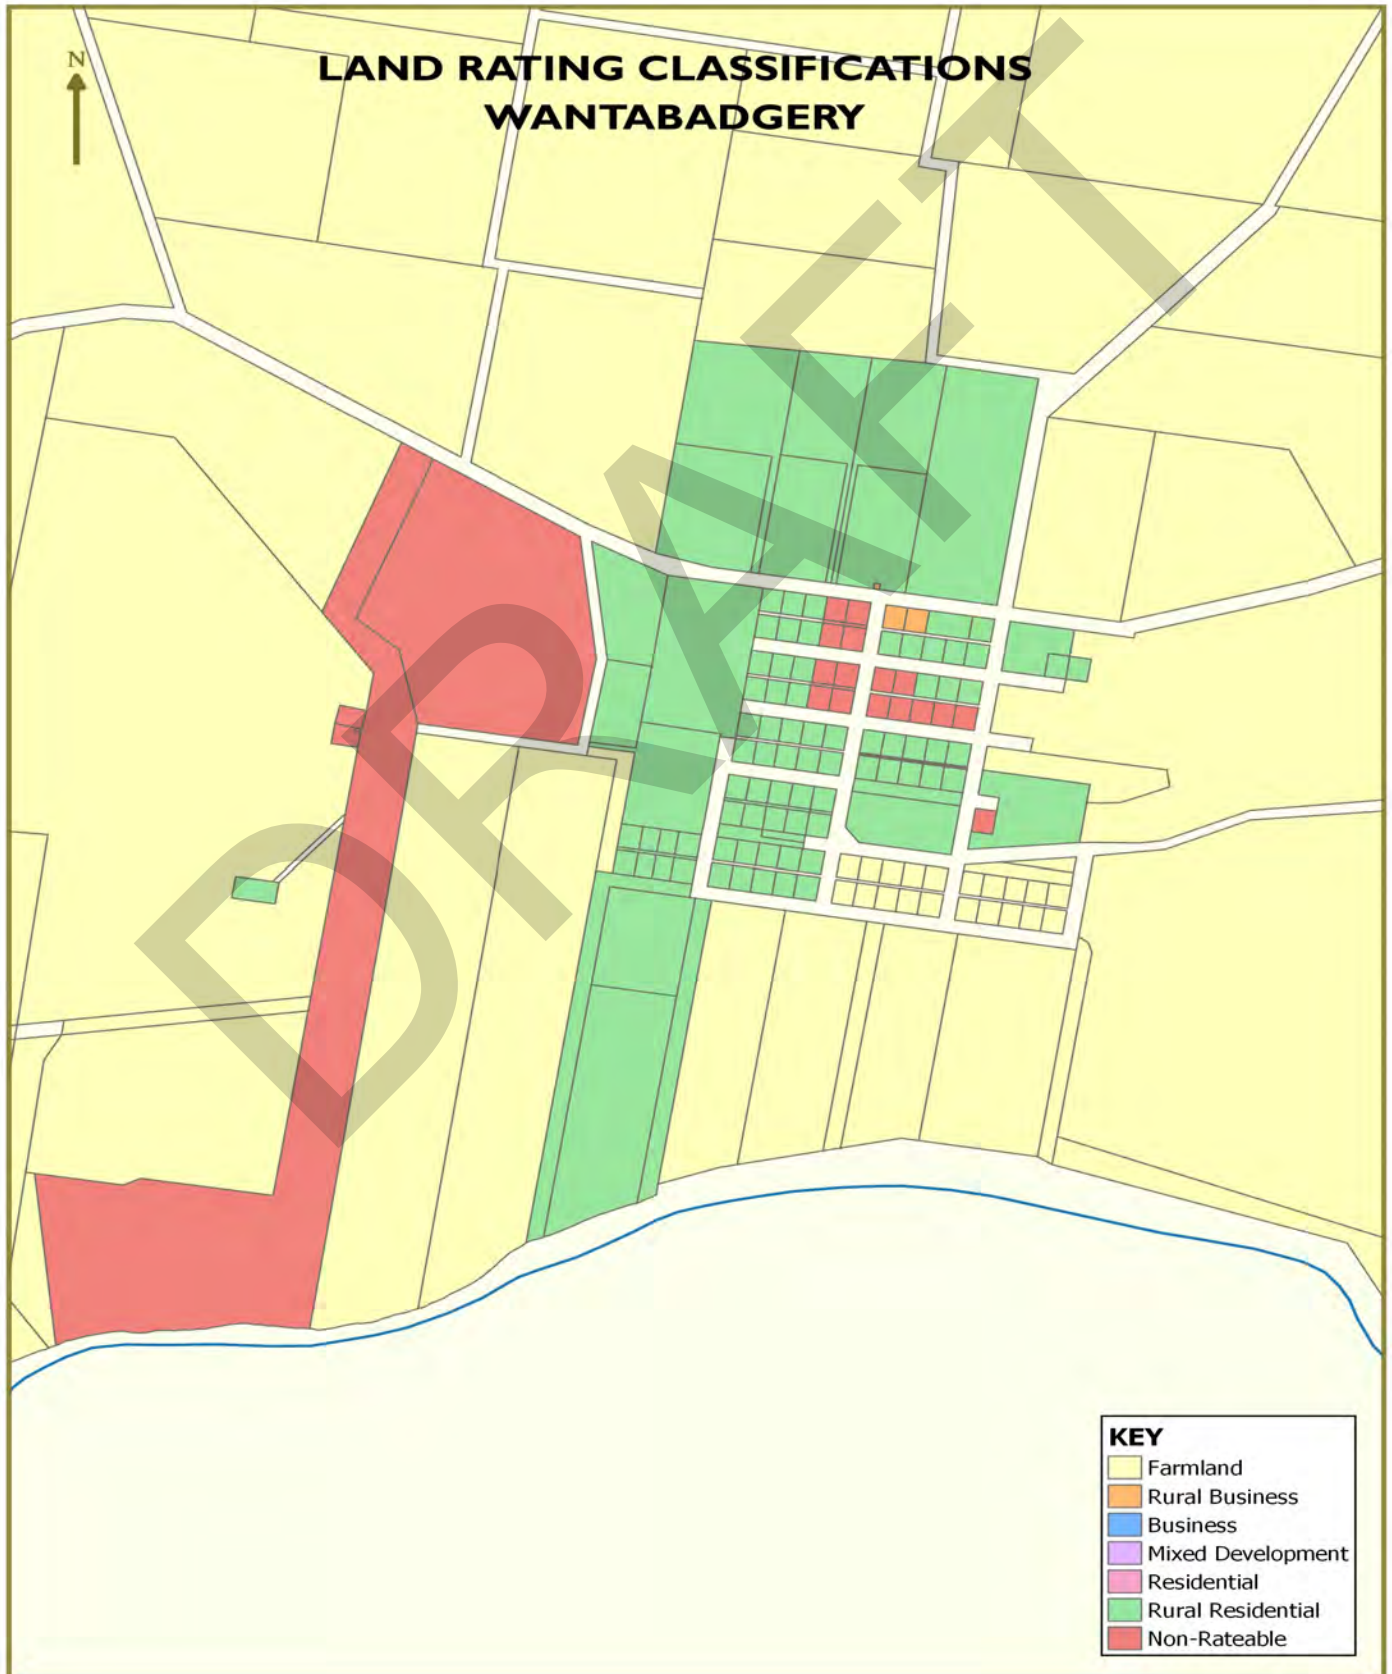 N
LAND RATING CLASSIFICATIONS
WANTABADGERY
DRAFT
KEY
Farmland
Rural Business
Business
Mixed Development
Residential
Rural Residential
Non-Rateable